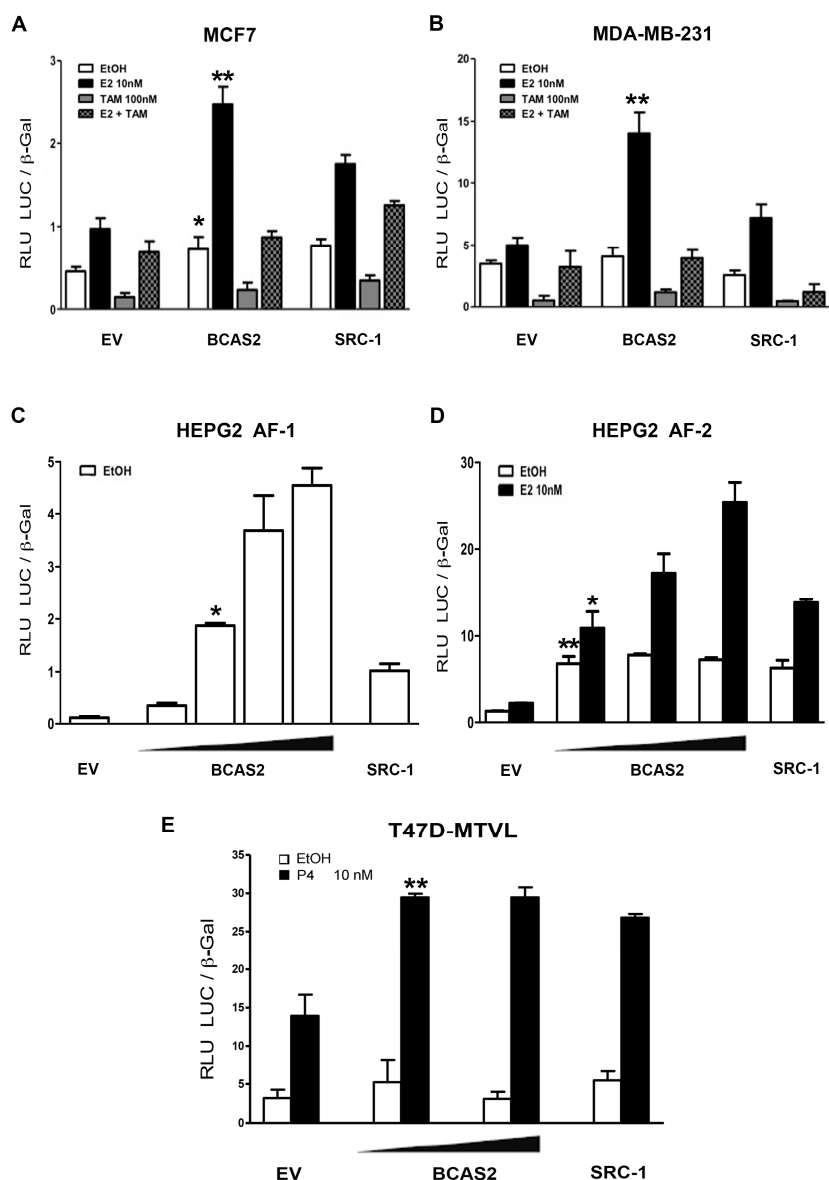 A
MCF7
RLU LUC / β-Gal
3
2
1
0
EtOH
E2 10nM
TAM 100nM
E2 + TAM
*
**
EV
BCAS2
SRC-1
B
MDA-MB-231
RLU LUC / β-Gal
20
15
10
5
0
EtOH
E2 10nM
TAM 100nM
E2 + TAM
**
EV
BCAS2
SRC-1
C
HEPG2 AF-1
RLU LUC / β-Gal
5
4
3
2
1
0
EtOH
*
EV
BCAS2
SRC-1
D
HEPG2 AF-2
RLU LUC / β-Gal
30
20
10
0
EtOH
E2 10nM
**
*
EV
BCAS2
SRC-1
E
T47D-MTVL
RLU LUC / β-Gal
35
30
25
20
15
10
5
0
EtOH
P4 10 nM
**
EV
BCAS2
SRC-1